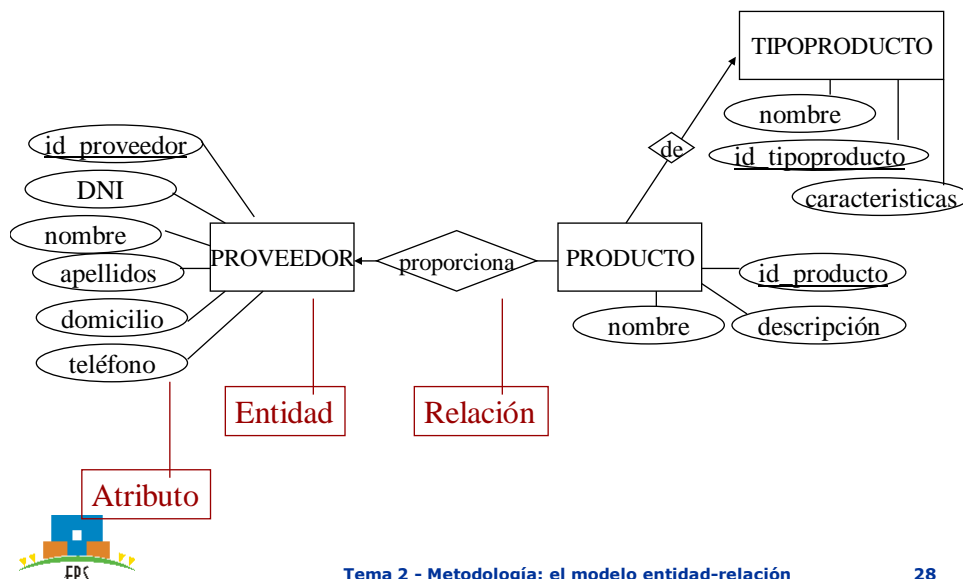 TIPOPRODUCTO
nombre
id_tipoproducto
caracteristicas
de
id_proveedor
DNI
nombre
apellidos
domicilio
teléfono
PROVEEDOR
proporciona
PRODUCTO
id_producto
nombre
descripción
Entidad
Relación
Atributo
EPS
Tema 2 - Metodología: el modelo entidad-relación
28